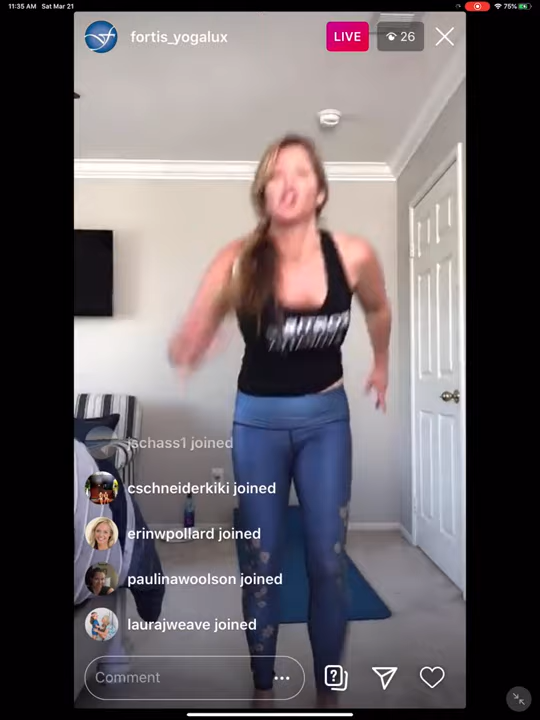 11:35 AM Sat Mar 21
75%
fortis_yogalux
LIVE
26
jschass1 joined
cschneiderkiki joined
erinwpollard joined
paulinawoolson joined
laurajweave joined
Comment